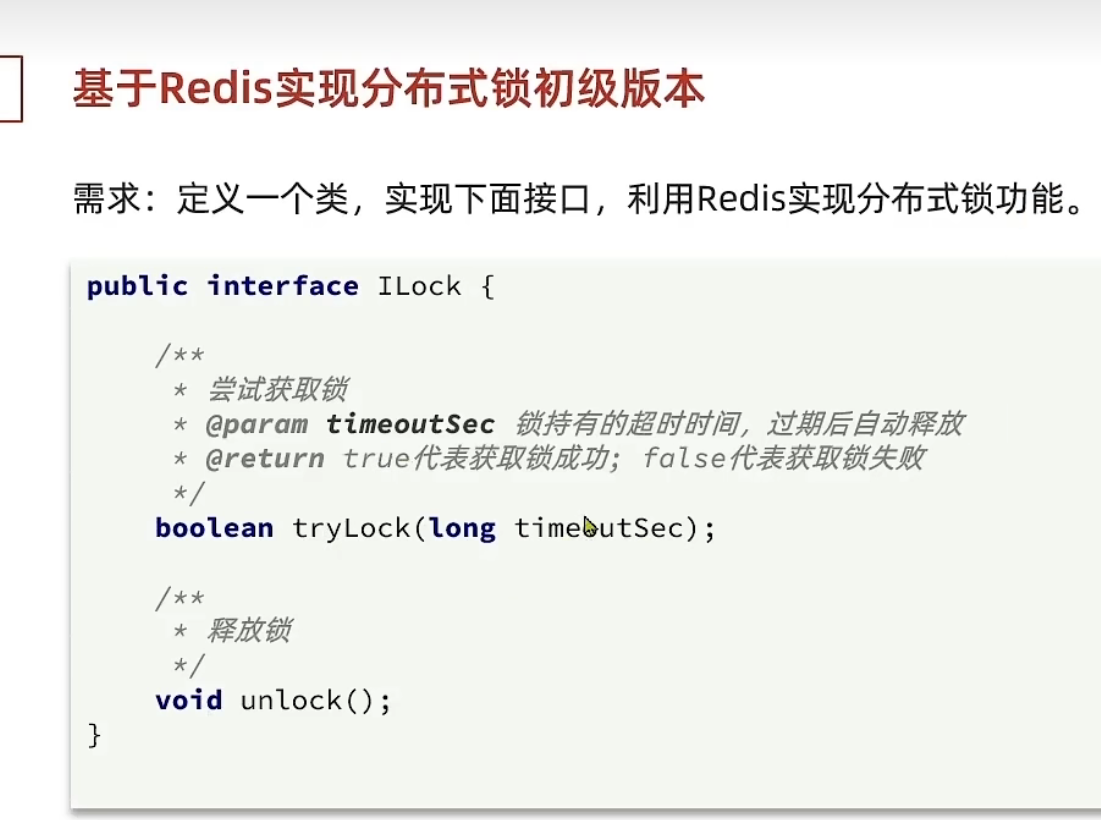 基于Redis实现分布式锁初级版本
需求：定义一个类，实现下面接口，利用Redis实现分布式锁功能。
public interface ILock {
/**
* 尝试获取锁
* @param timeoutSec 锁持有的超时时间，过期后自动释放
* @return true代表获取锁成功; false代表获取锁失败
*/
boolean tryLock(long timeoutSec);
/**
* 释放锁
*/
void unlock();
}